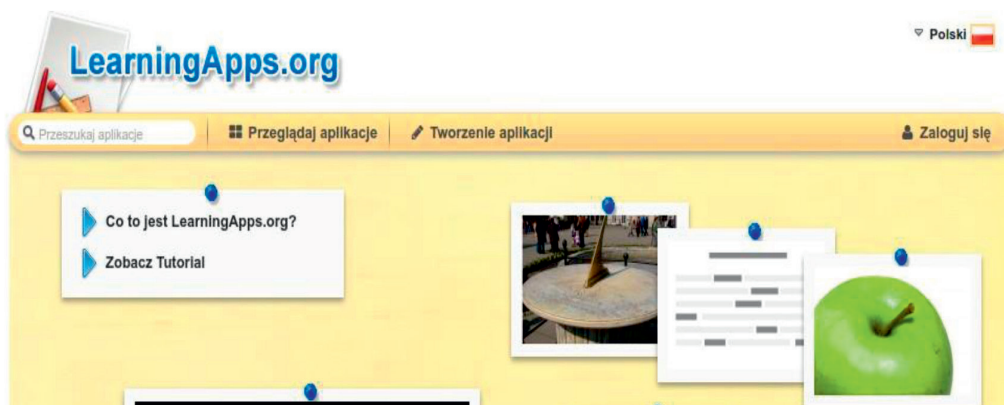 Polski
LearningApps.org
Przeszukaj aplikacje
Przeglądaj aplikacje
Tworzenie aplikacji
Zaloguj się
Co to jest LearningApps.org?
Zobacz Tutorial